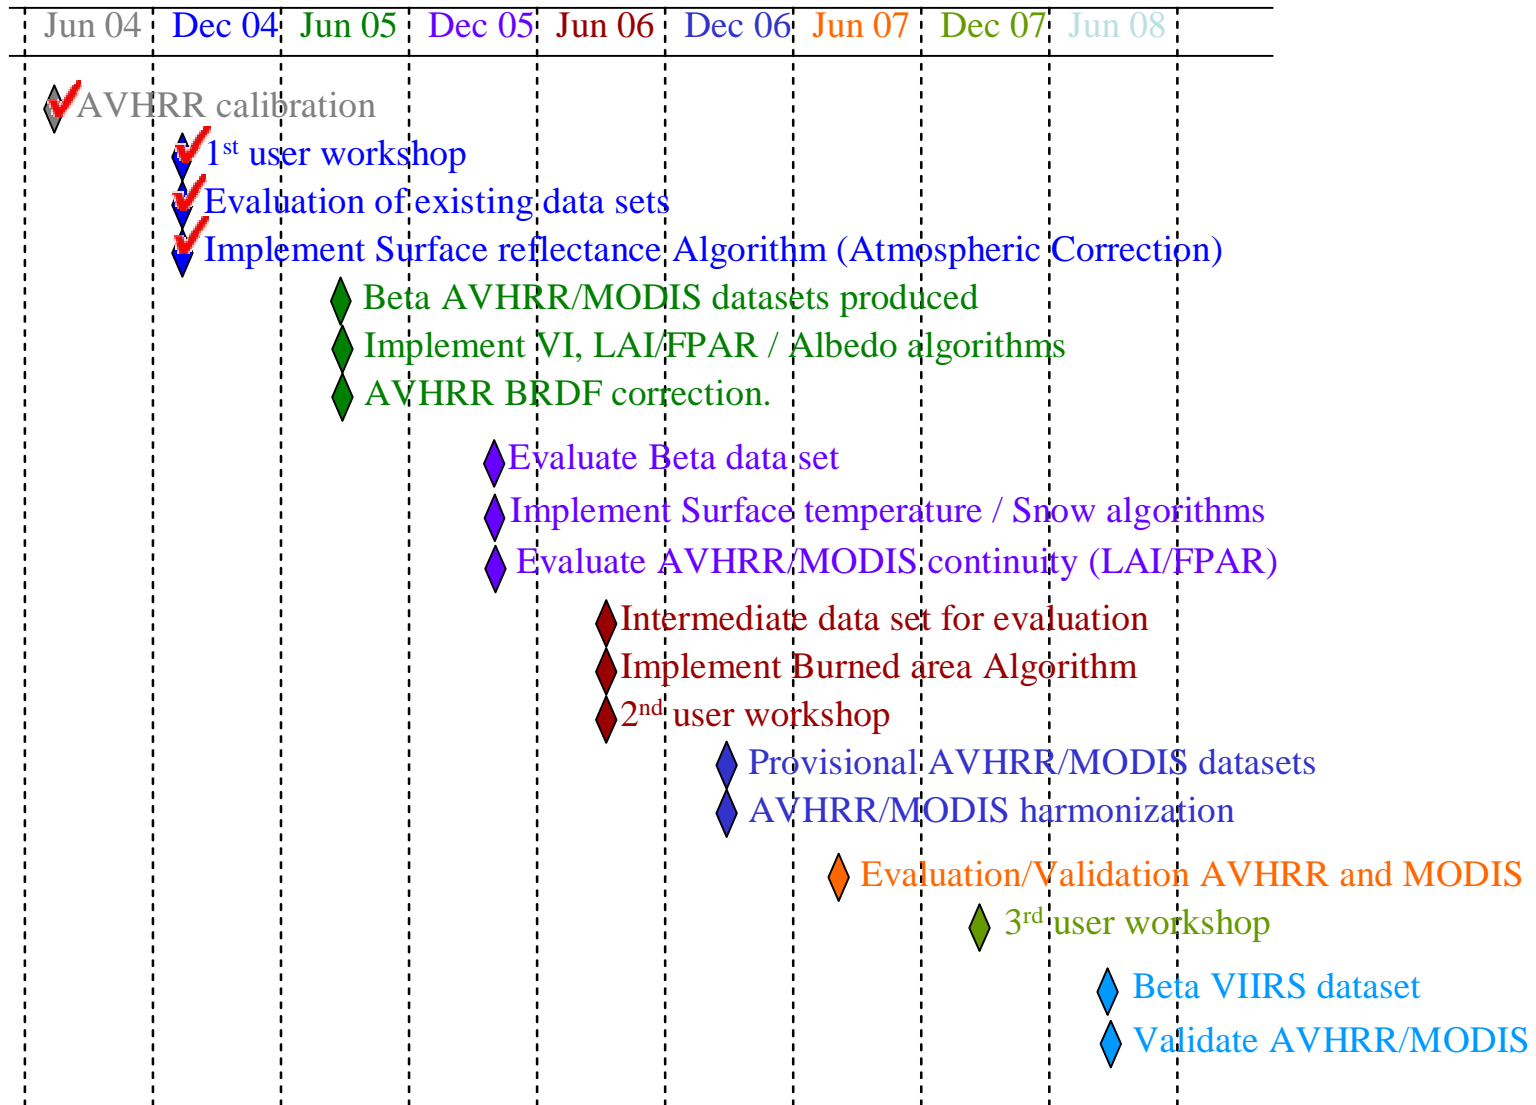 Jun 04 Dec 04 Jun 05 Dec 05 Jun 06 Dec 06 Jun 07 Dec 07 Jun 08
AVHRR calibration
1st user workshop
Evaluation of existing data sets
Implement Surface reflectance Algorithm (Atmospheric Correction)
Beta AVHRR/MODIS datasets produced
Implement VI, LAI/FPAR / Albedo algorithms
AVHRR BRDF correction.
Evaluate Beta data set
Implement Surface temperature / Snow algorithms
Evaluate AVHRR/MODIS continuity (LAI/FPAR)
Intermediate data set for evaluation
Implement Burned area Algorithm
2nd user workshop
Provisional AVHRR/MODIS datasets
AVHRR/MODIS harmonization
Evaluation/Validation AVHRR and MODIS
3rd user workshop
Beta VIIRS dataset
Validate AVHRR/MODIS